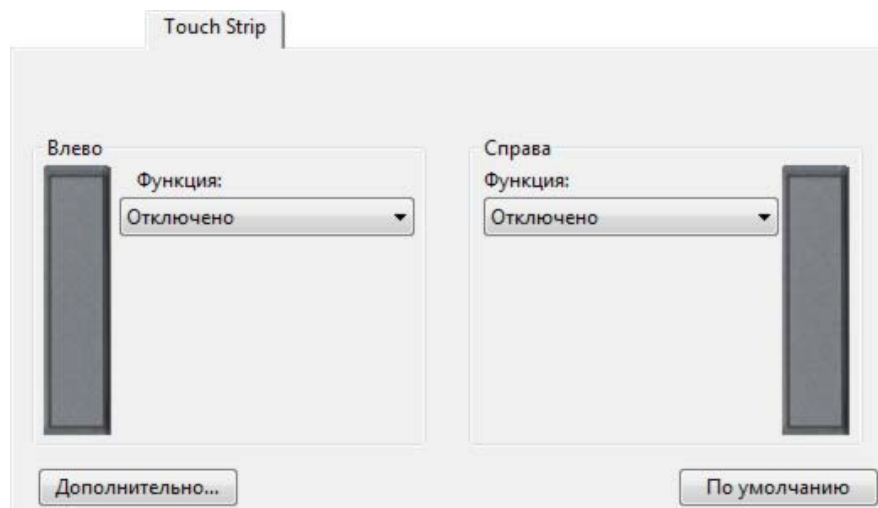 Touch Strip
Влево
Справа
Функция:
Функция:
Отключено
Отключено
Дополнительно...
По умолчанию